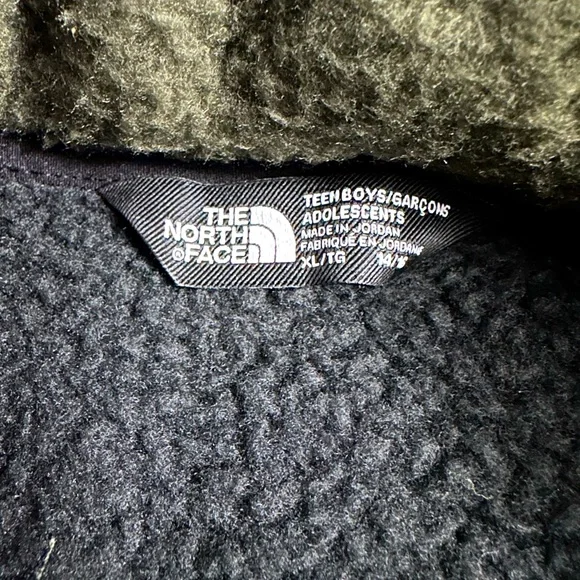 THE
NORTH
FACE
TEEN BOYS/GARÇONS
ADOLESCENTS
MADE IN JORDAN
FABRIQUÉ EN JORDANIE
XL/TG